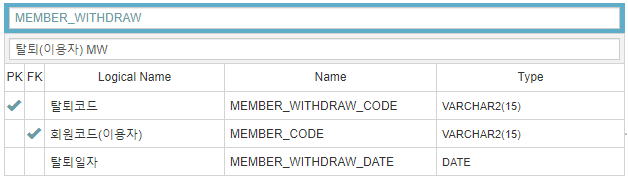 MEMBER_WITHDRAW
탈퇴(이용자) MW
PK FK Logical Name Name Type
탈퇴코드 MEMBER_WITHDRAW_CODE VARCHAR2(15)
회원코드(이용자) MEMBER_CODE VARCHAR2(15)
탈퇴일자 MEMBER_WITHDRAW_DATE DATE